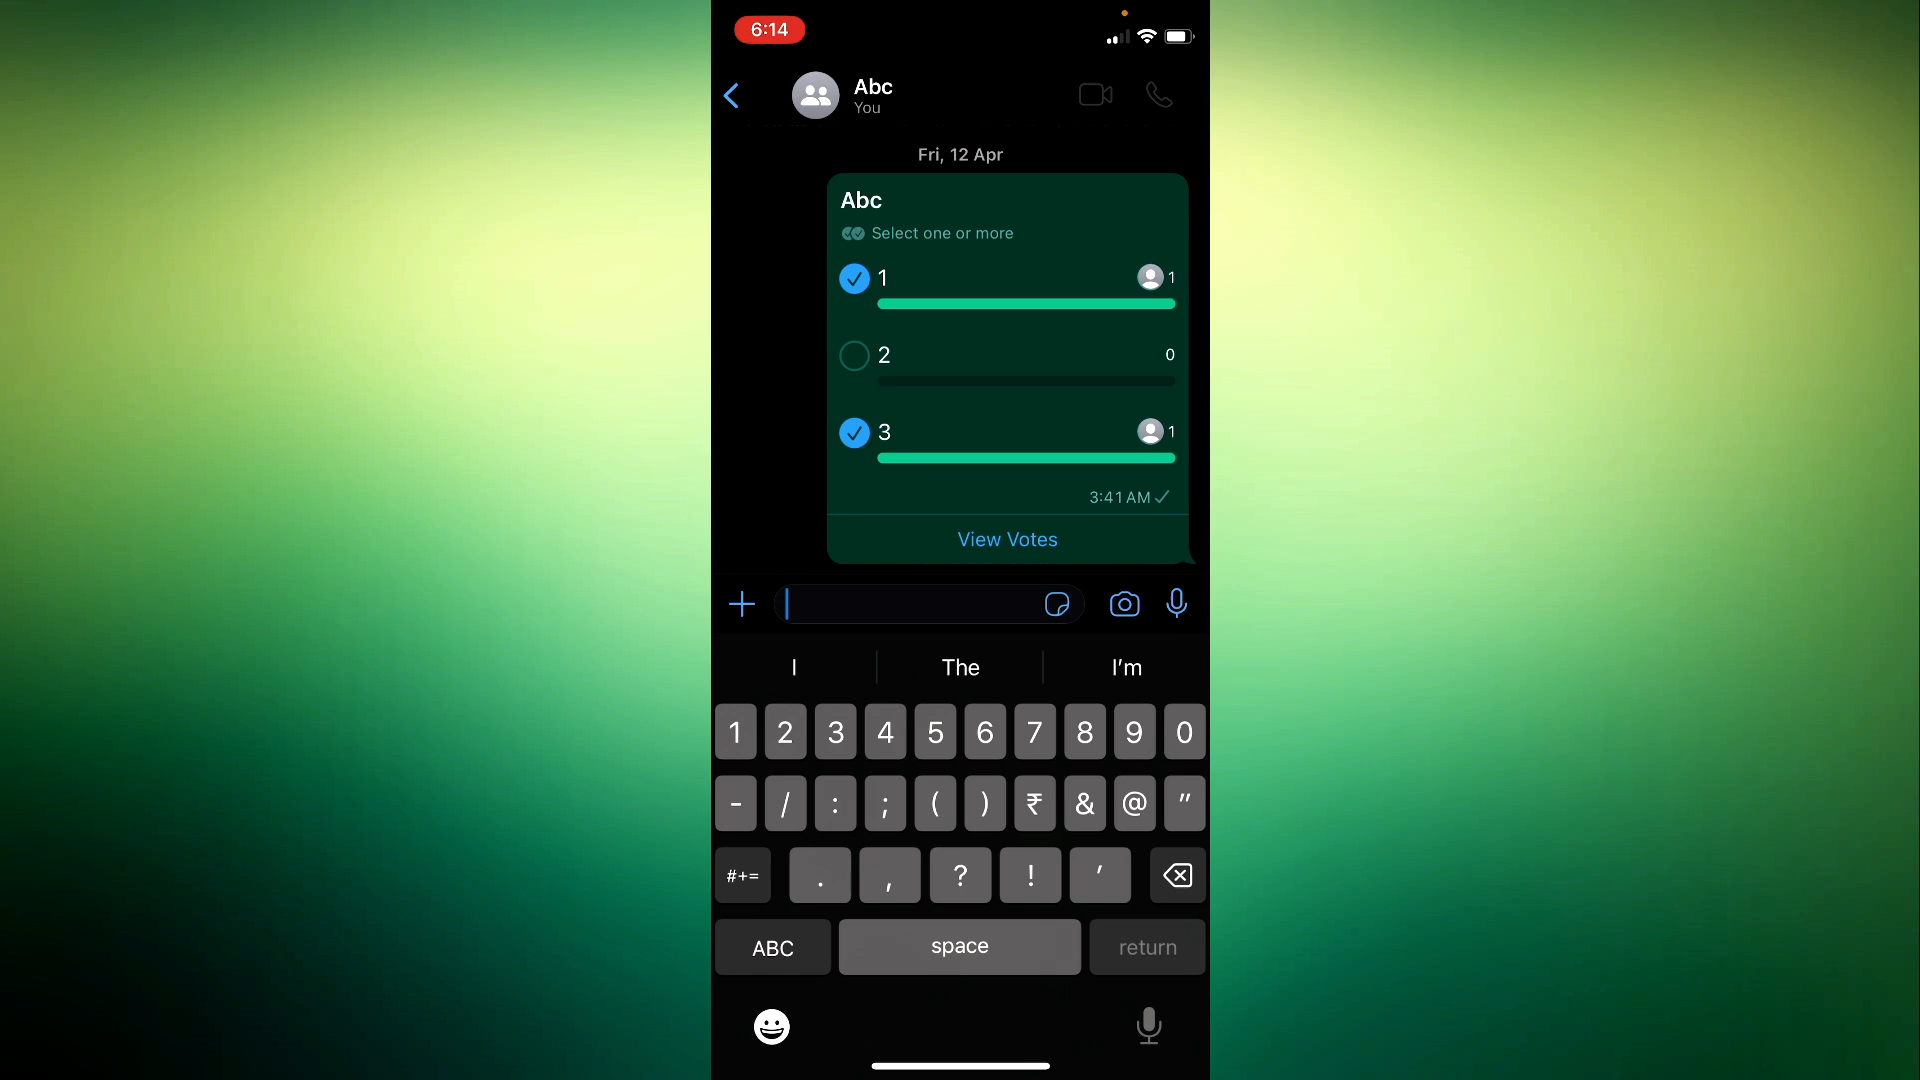 6:14
Abc
You
Fri, 12 Apr
Abc
Select one or more
1 1
2 0
3 1
3:41 AM
View Votes
I The I'm
1 2 3 4 5 6 7 8 9 0
- / : ; ( ) ₹ & @ "
#+= . , ? ! '
ABC space return